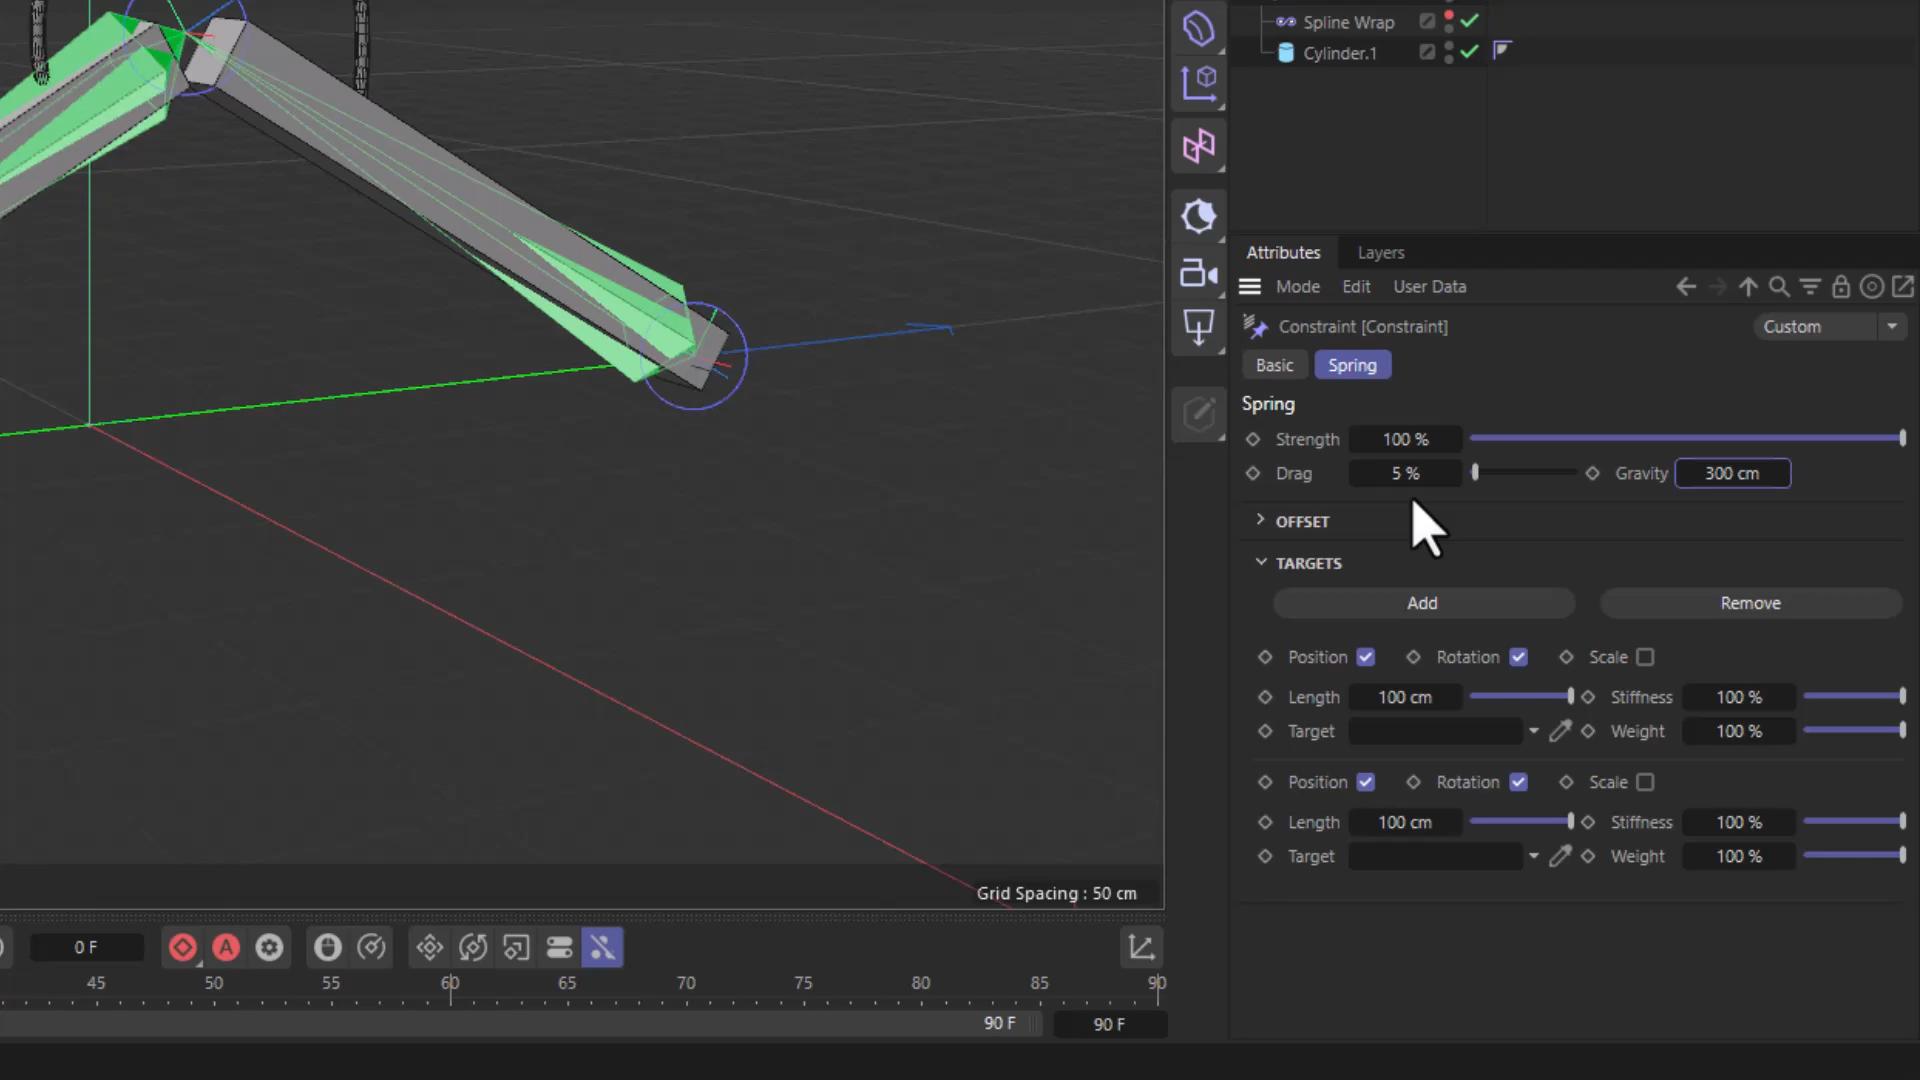 Spline Wrap
Cylinder.1
Attributes Layers
Mode Edit User Data
Constraint [Constraint] Custom
Basic Spring
Spring
Strength 100 %
Drag 5 % Gravity 300 cm
OFFSET
TARGETS
Add Remove
Position Rotation Scale
Length 100 cm Stiffness 100 %
Target Weight 100 %
Position Rotation Scale
Length 100 cm Stiffness 100 %
Target Weight 100 %
Grid Spacing : 50 cm
0 F A
45 50 55 60 65 70 75 80 85 90
90 F 90 F